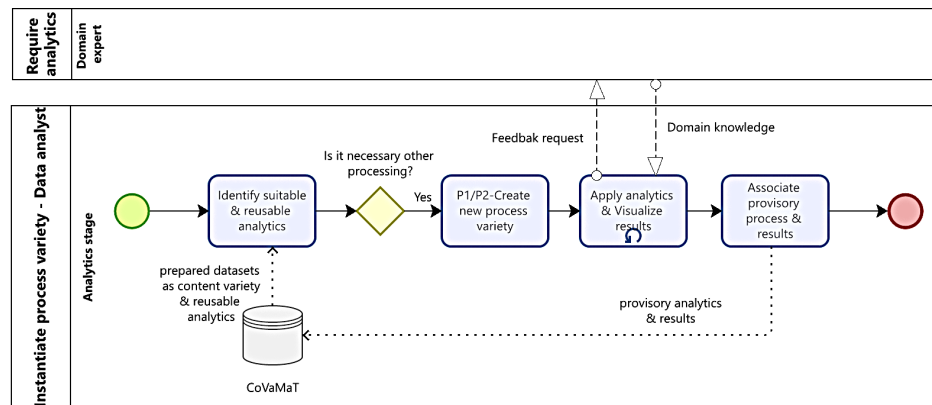 Require
analytics
Domain
expert
Instantiate process variety - Data analyst
Analytics stage
Feedbak request
Domain knowledge
Is it necessary other
processing?
Identify suitable
& reusable
analytics
Yes
P1/P2-Create
new process
variety
Apply analytics
& Visualize
results
Associate
provisory
process &
results
prepared datasets
as content variety
& reusable
analytics
provisory analytics
& results
CoVaMaT